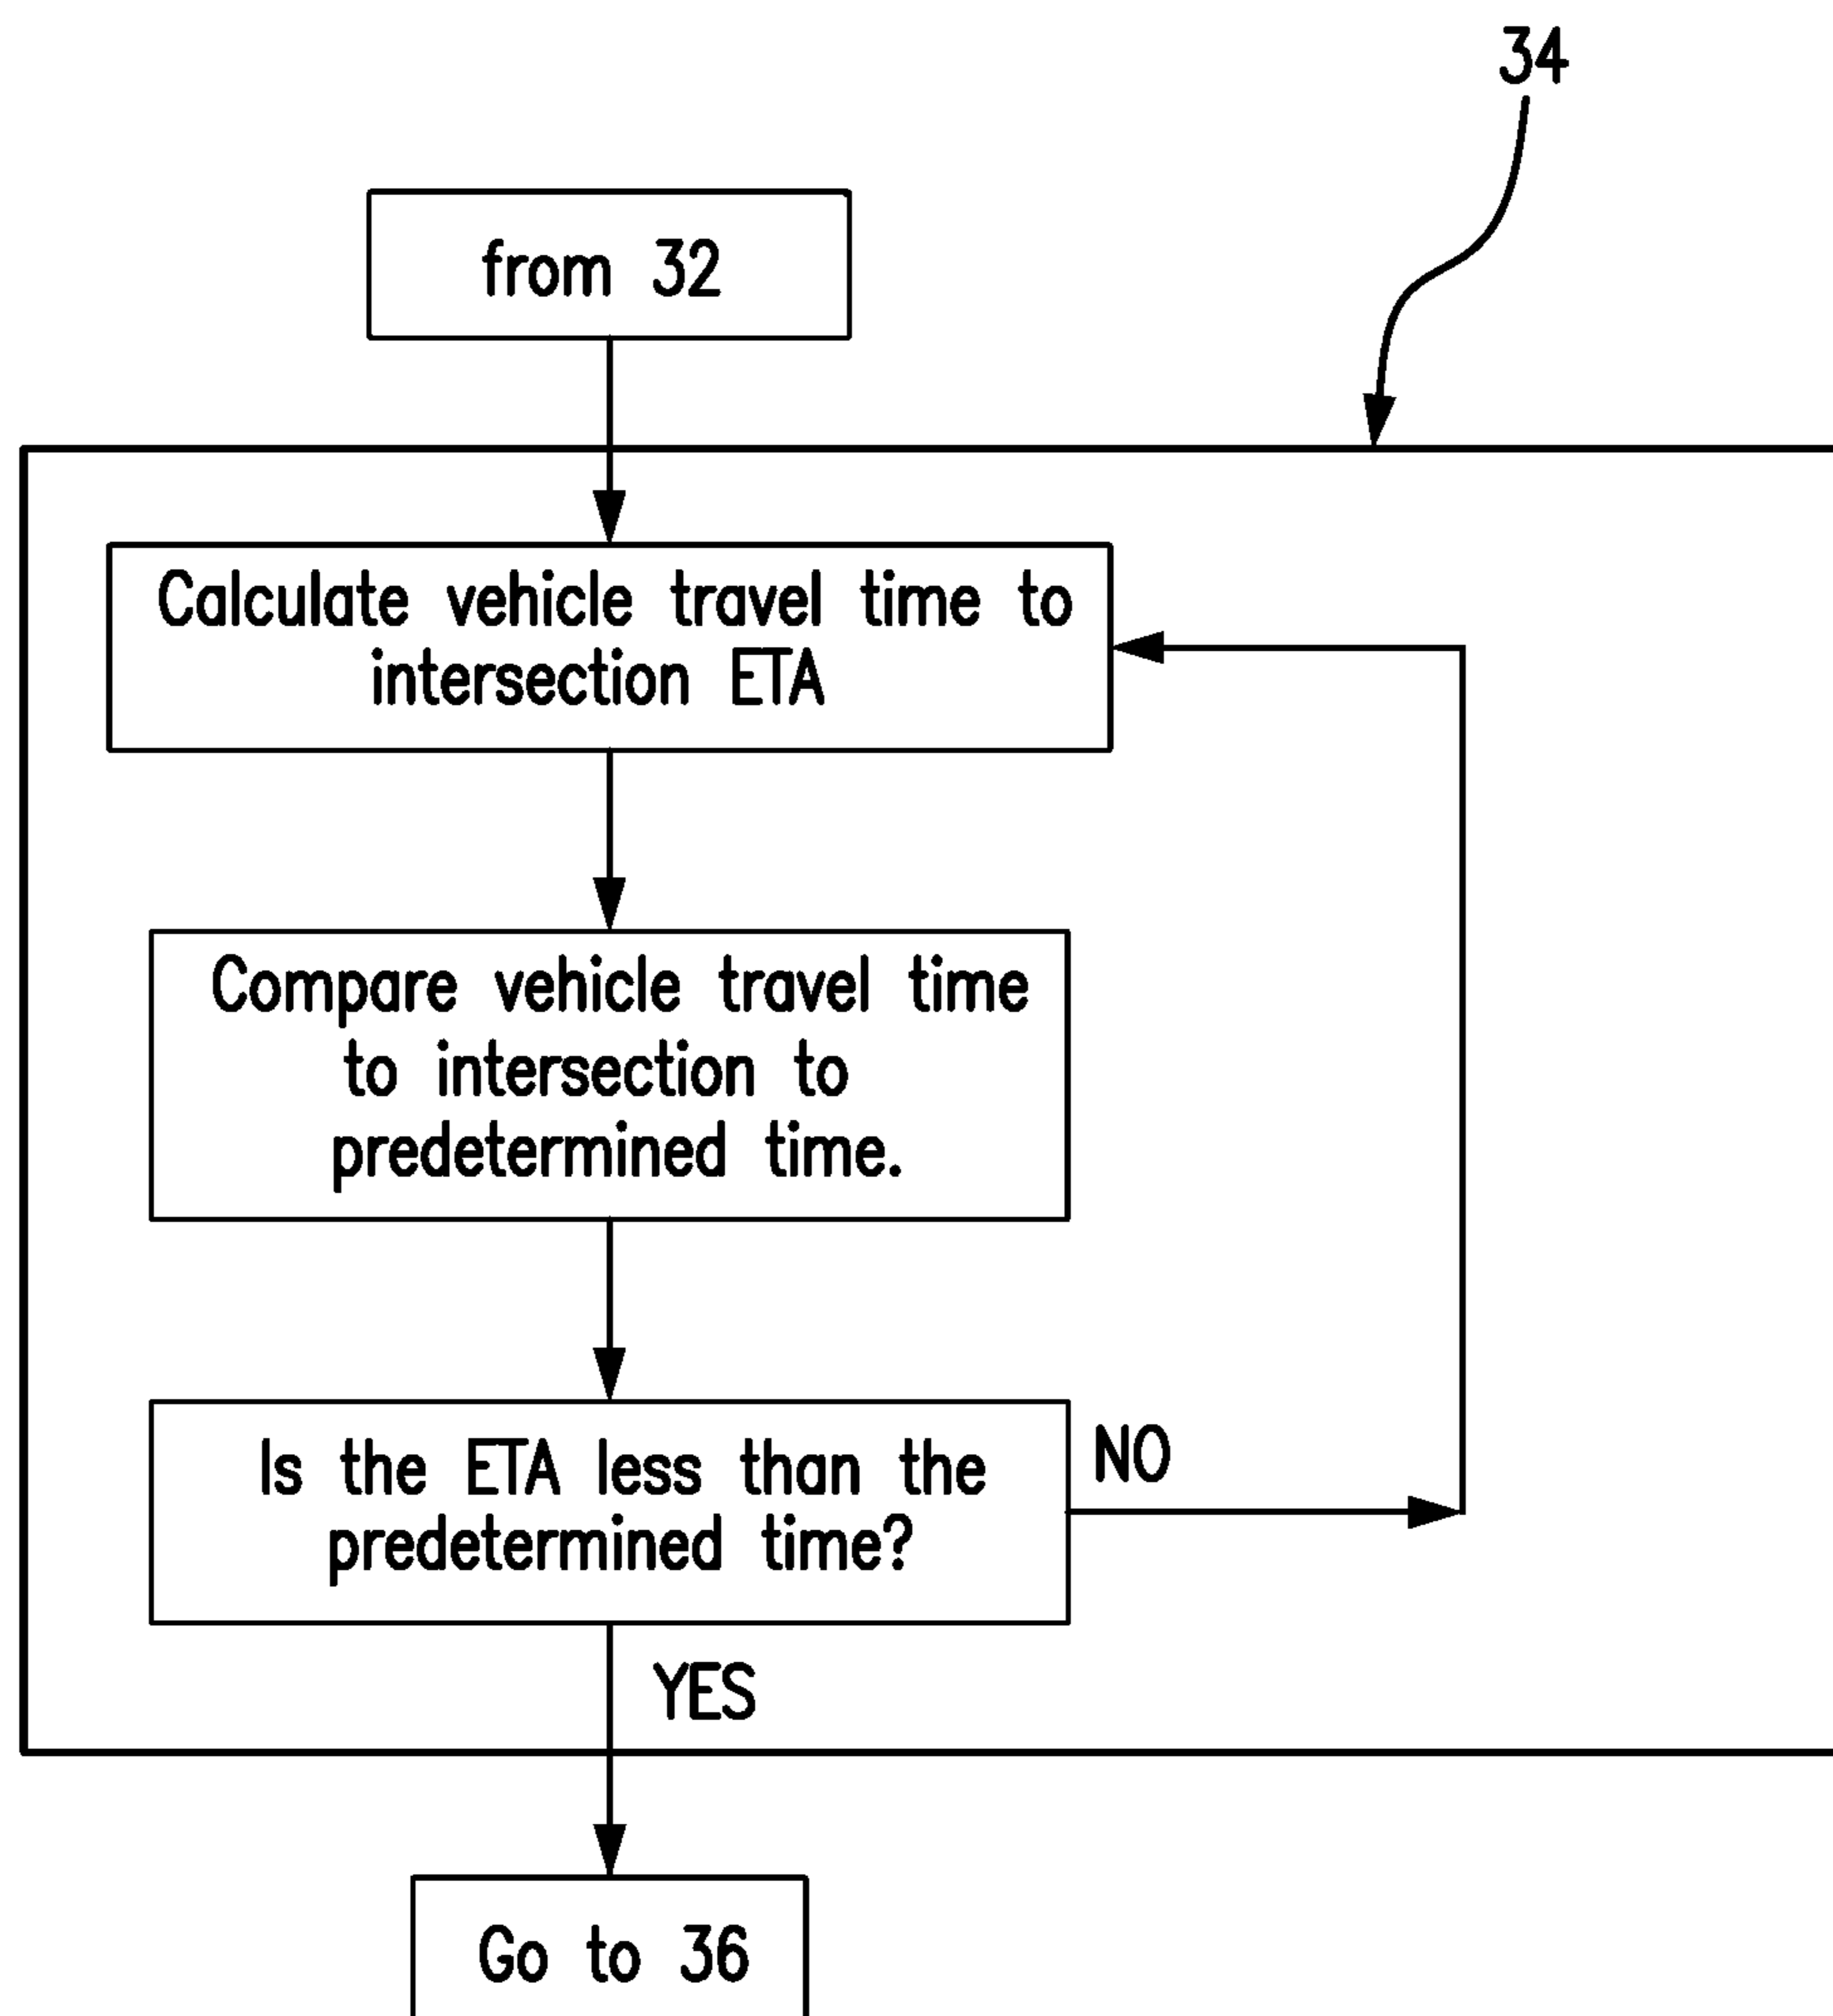 34
from 32
Calculate vehicle travel time to
intersection ETA
Compare vehicle travel time
to intersection to
predetermined time.
Is the ETA less than the
predetermined time?
NO
YES
Go to 36